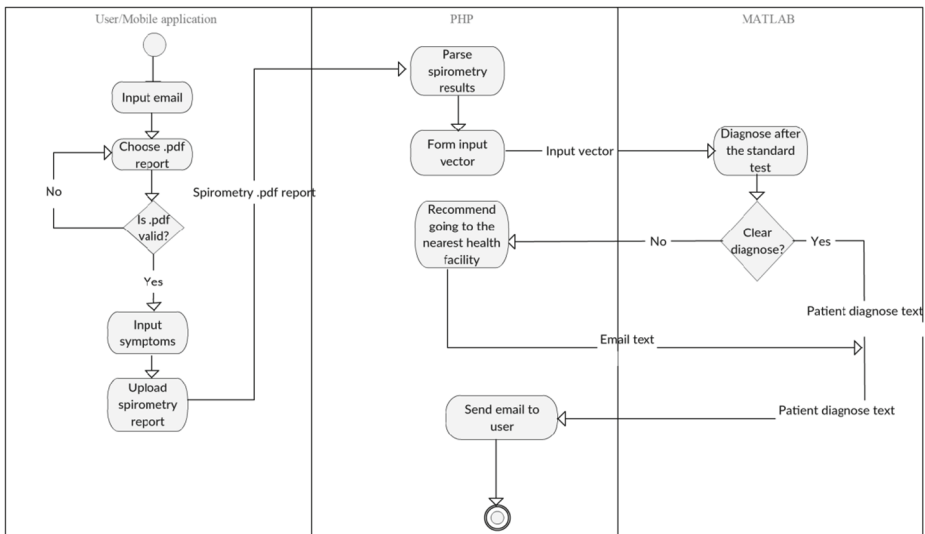 User/Mobile application
PHP
MATLAB
Input email
Choose .pdf
report
No
Is .pdf
valid?
Yes
Input
symptoms
Upload
spirometry
report
Spirometry .pdf report
Parse
spirometry
results
Form input
vector
Input vector
Diagnose after
the standard
test
Clear
diagnose?
No
Yes
Recommend
going to the
nearest health
facility
Patient diagnose text
Email text
Patient diagnose text
Send email to
user